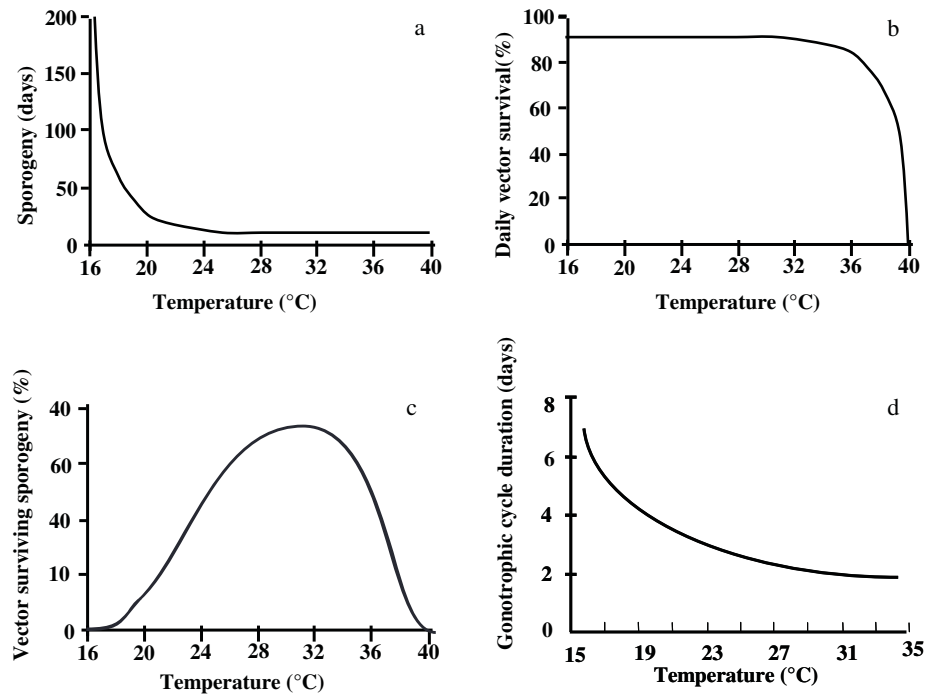 a
Sporogeny (days)
200
150
100
50
0
16 20 24 28 32 36 40
Temperature (°C)
b
Daily vector survival(%)
100
80
60
40
20
0
16 20 24 28 32 36 40
Temperature (°C)
c
Vector surviving sporogeny (%)
40
60
40
10
0
16 20 24 28 32 36 40
Temperature (°C)
d
Gonotrophic cycle duration (days)
8
6
4
2
0
15 19 23 27 31 35
Temperature (°C)